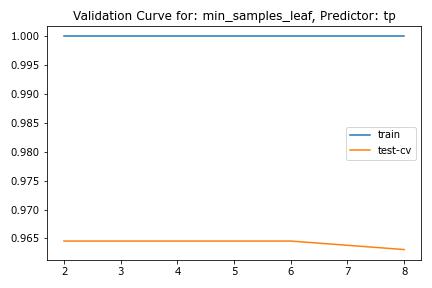 Validation Curve for: min_samples_leaf, Predictor: tp
1.000
0.995
0.990
0.985
0.980
0.975
0.970
0.965
train
test-cv
2 3 4 5 6 7 8